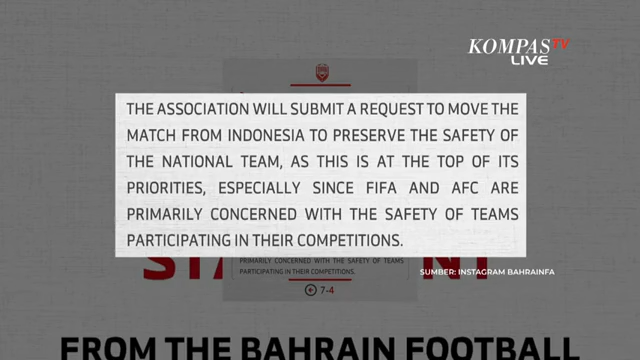 KOMPAS TV
LIVE
THE ASSOCIATION WILL SUBMIT A REQUEST TO MOVE THE
MATCH FROM INDONESIA TO PRESERVE THE SAFETY OF
THE NATIONAL TEAM, AS THIS IS AT THE TOP OF ITS
PRIORITIES, ESPECIALLY SINCE FIFA AND AFC ARE
PRIMARILY CONCERNED WITH THE SAFETY OF TEAMS
PARTICIPATING IN THEIR COMPETITIONS.
PRIMARILY CONCERNED WITH THE SAFETY OF TEAMS
PARTICIPATING IN THEIR COMPETITIONS.
SUMBER: INSTAGRAM BAHRAINFA
7-4
FROM THE BAHRAIN FOOTBALL